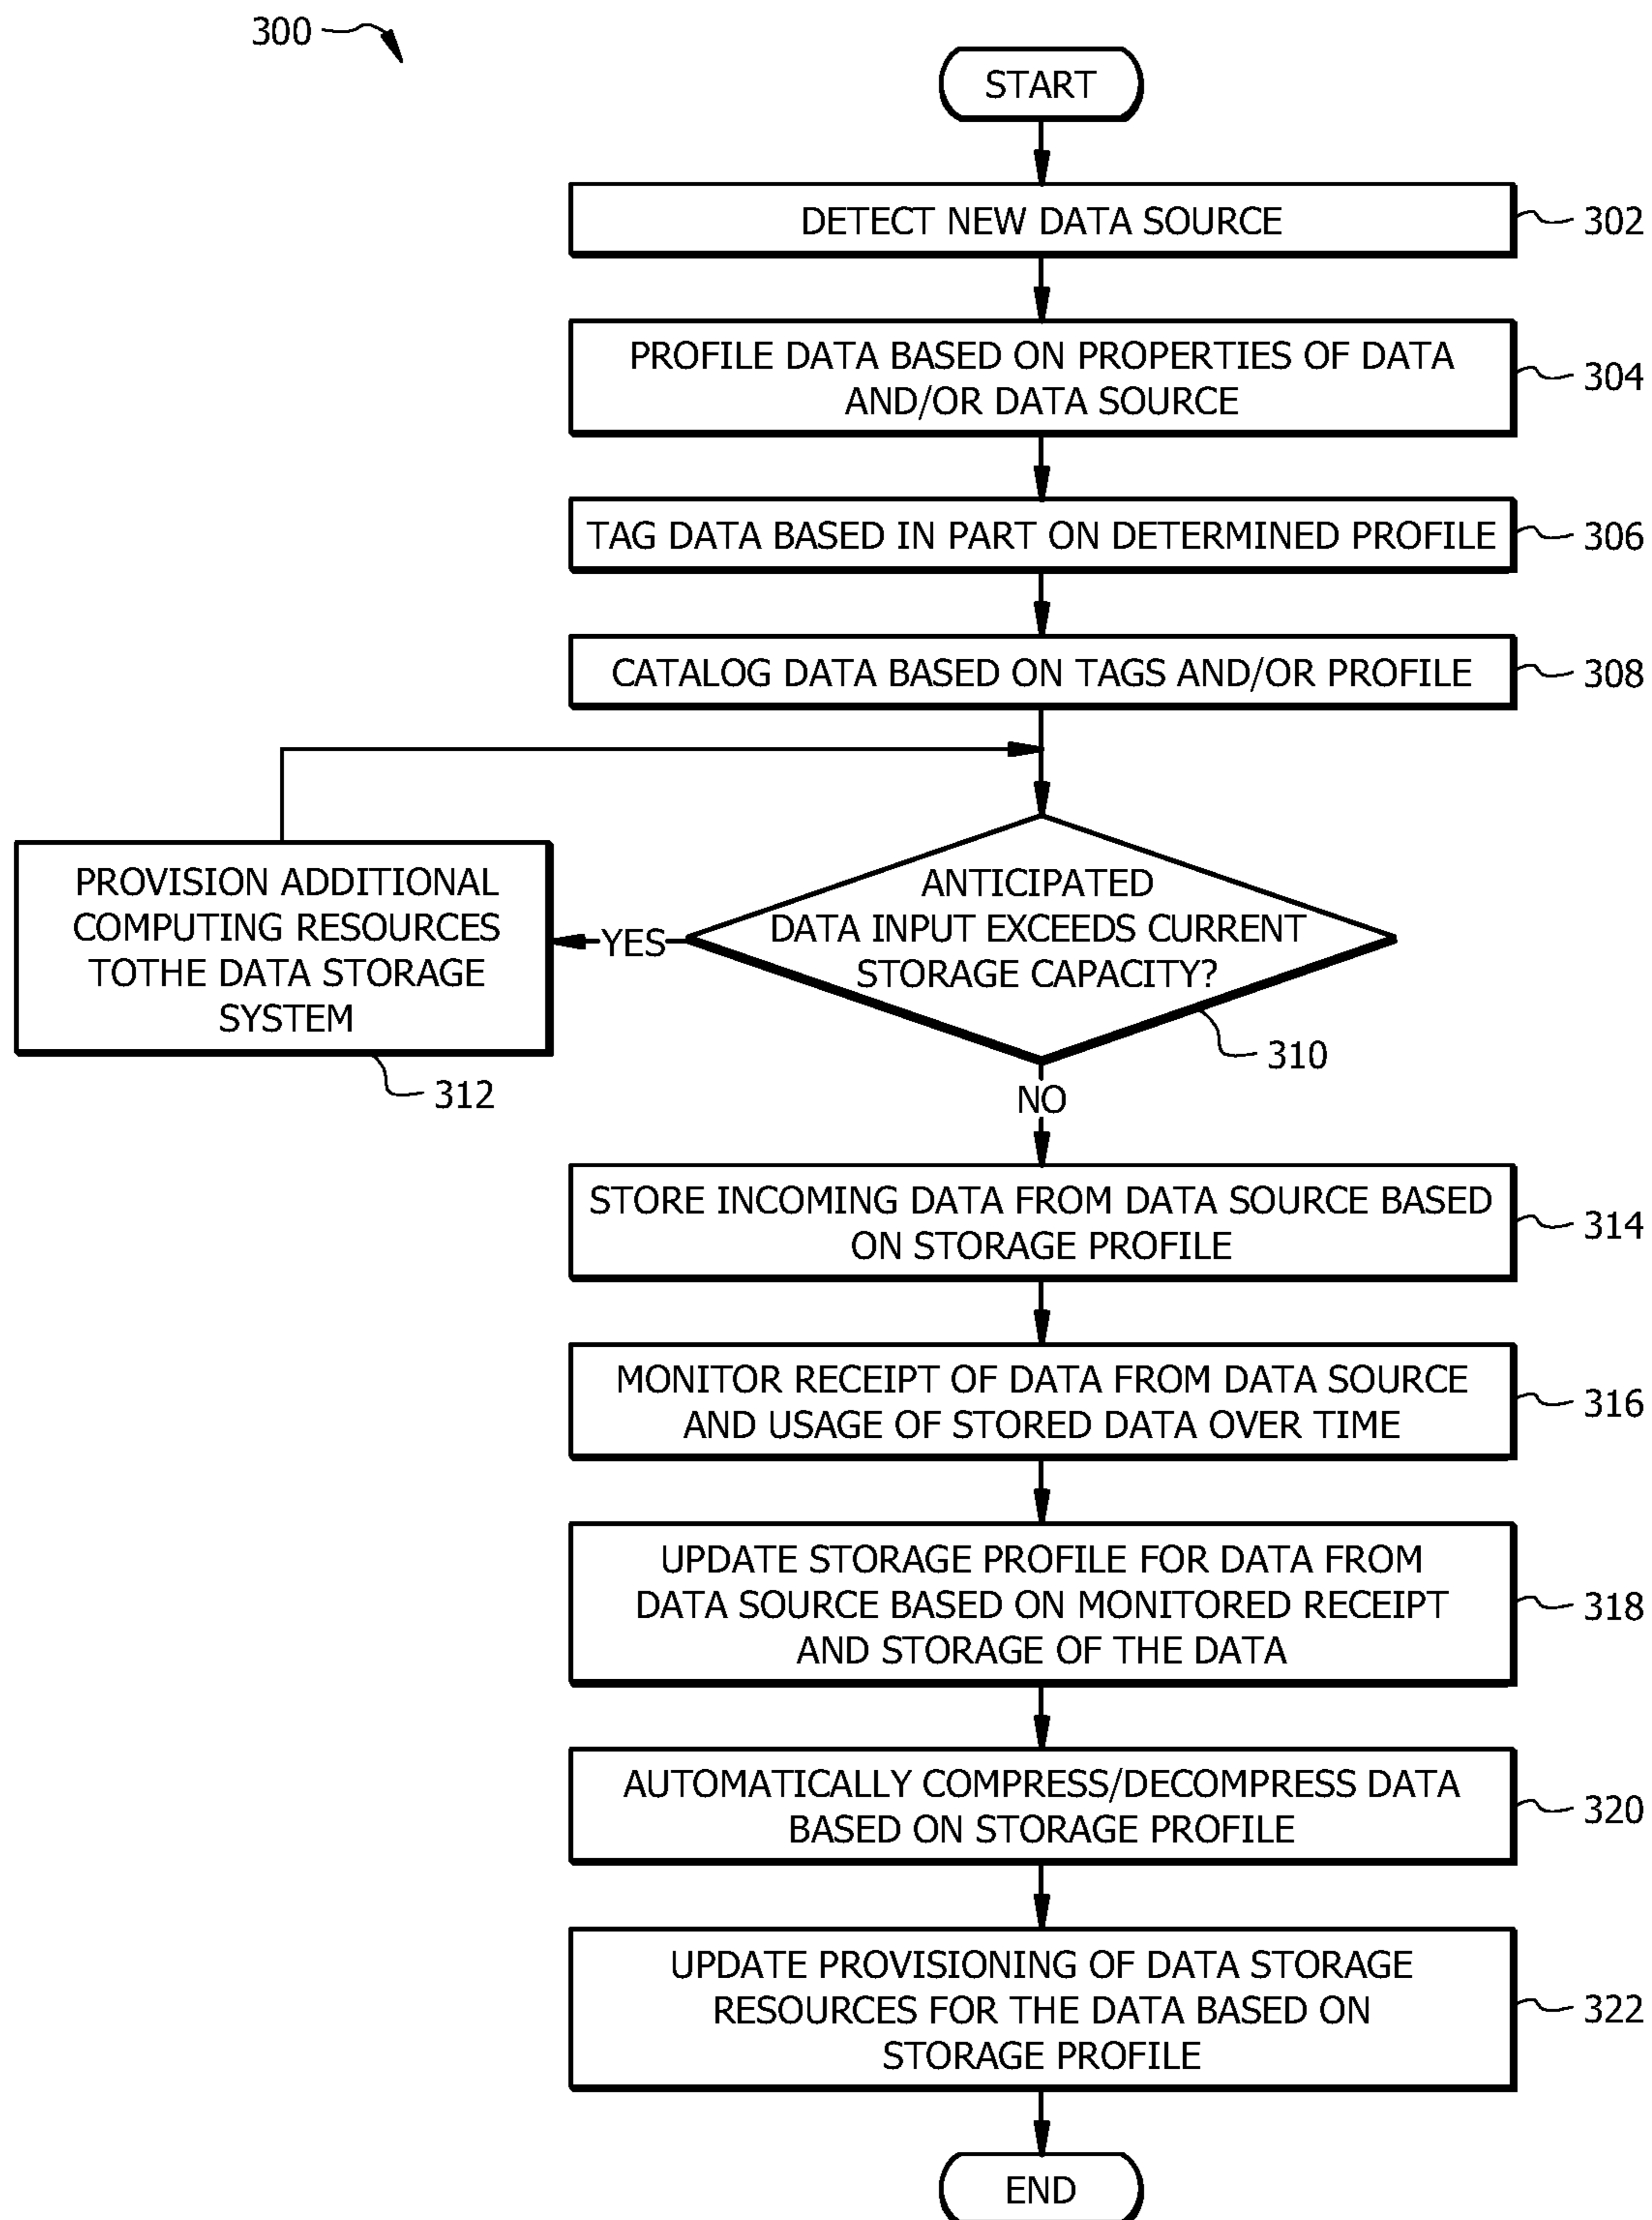 300
START
DETECT NEW DATA SOURCE
302
PROFILE DATA BASED ON PROPERTIES OF DATA
AND/OR DATA SOURCE
304
TAG DATA BASED IN PART ON DETERMINED PROFILE
306
CATALOG DATA BASED ON TAGS AND/OR PROFILE
308
ANTICIPATED
DATA INPUT EXCEEDS CURRENT
STORAGE CAPACITY?
310
YES
PROVISION ADDITIONAL
COMPUTING RESOURCES
TOTHE DATA STORAGE
SYSTEM
312
NO
STORE INCOMING DATA FROM DATA SOURCE BASED
ON STORAGE PROFILE
314
MONITOR RECEIPT OF DATA FROM DATA SOURCE
AND USAGE OF STORED DATA OVER TIME
316
UPDATE STORAGE PROFILE FOR DATA FROM
DATA SOURCE BASED ON MONITORED RECEIPT
AND STORAGE OF THE DATA
318
AUTOMATICALLY COMPRESS/DECOMPRESS DATA
BASED ON STORAGE PROFILE
320
UPDATE PROVISIONING OF DATA STORAGE
RESOURCES FOR THE DATA BASED ON
STORAGE PROFILE
322
END